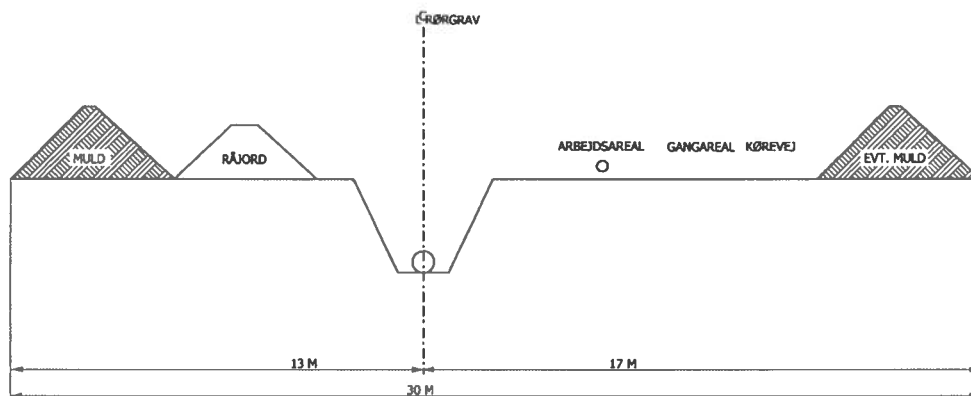 RØRGRAV
MULD
RÅJORD
ARBEJDSAREAL GANGAREAL KØREVEJ
EVT. MULD
13 M
17 M
30 M